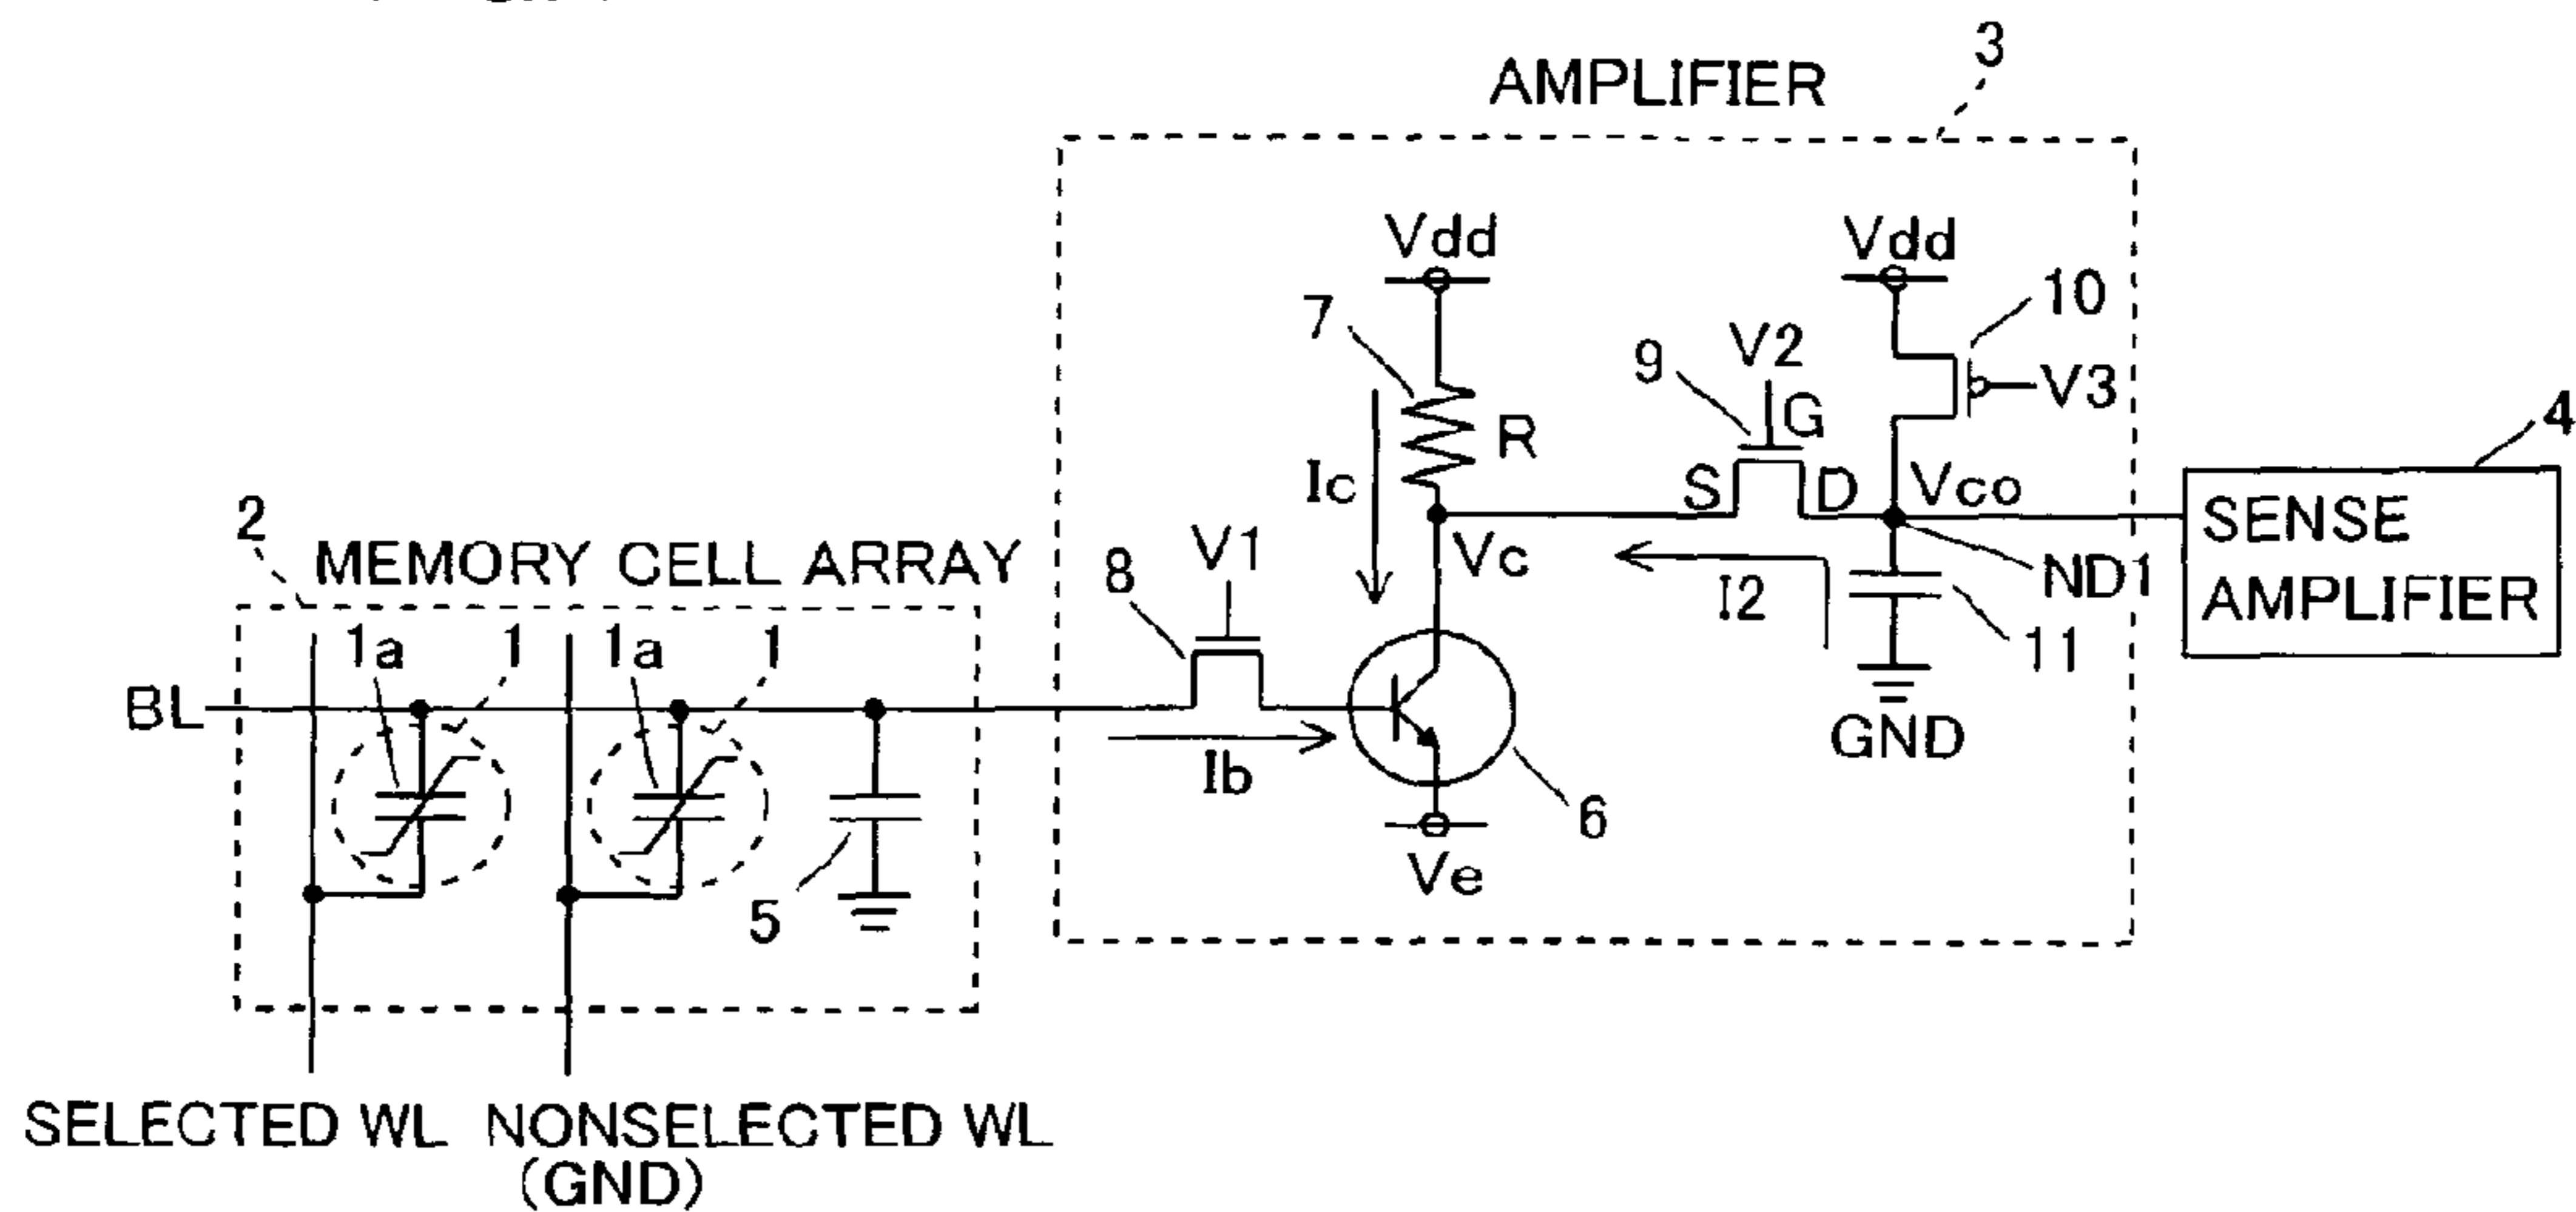 3
AMPLIFIER
Vdd
Vdd
10
7
V2
9
V3
G
4
R
Ic
S
D
Vco
SENSE
AMPLIFIER
2
MEMORY CELL ARRAY
8
V1
Vc
I2
ND1
11
1a
1
1a
1
BL
GND
Ib
6
5
Ve
SELECTED WL
NONSELECTED WL
(GND)